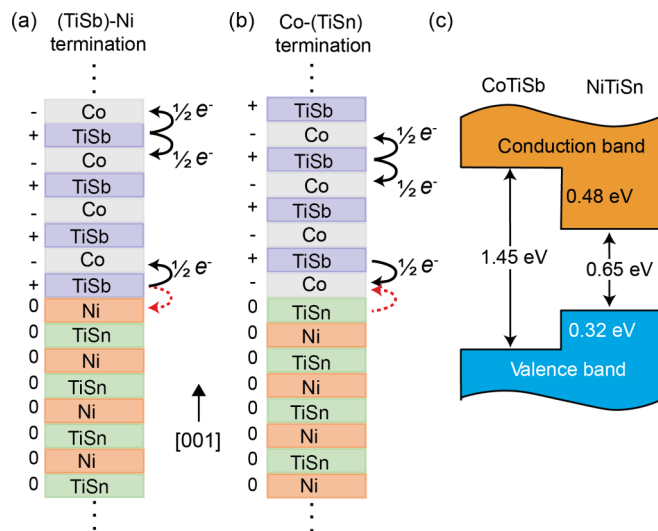 (a)
(TiSb)-Ni
termination
- Co ½ e⁻
+ TiSb
- Co ½ e⁻
+ TiSb
- Co
+ TiSb
- Co
+ TiSb ½ e⁻
0 Ni
0 TiSn
0 Ni
0 TiSn
0 Ni
0 TiSn
0 Ni
0 TiSn
[001]
(b)
Co-(TiSn)
termination
+ TiSb
- Co ½ e⁻
+ TiSb
- Co ½ e⁻
+ TiSb
- Co
+ TiSb ½ e⁻
- Co
0 TiSn
0 Ni
0 TiSn
0 Ni
0 TiSn
0 Ni
0 TiSn
0 Ni
(c)
CoTiSb NiTiSn
Conduction band
0.48 eV
1.45 eV 0.65 eV
0.32 eV
Valence band